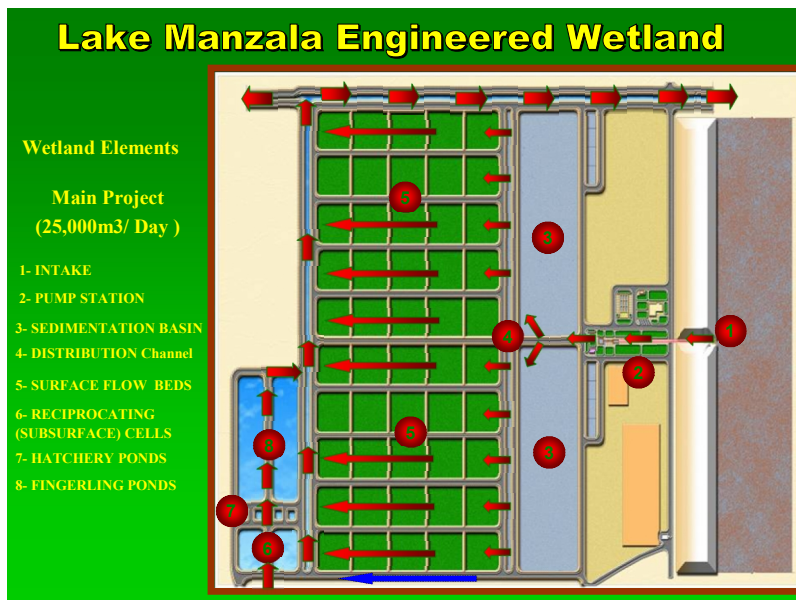 Lake Manzala Engineered Wetland
Wetland Elements
Main Project
(25,000m3/ Day )
1- INTAKE
2- PUMP STATION
3- SEDIMENTATION BASIN
4- DISTRIBUTION Channel
5- SURFACE FLOW BEDS
6- RECIPROCATING
(SUBSURFACE) CELLS
7- HATCHERY PONDS
8- FINGERLING PONDS
5
3
1
4
2
5
3
8
7
6